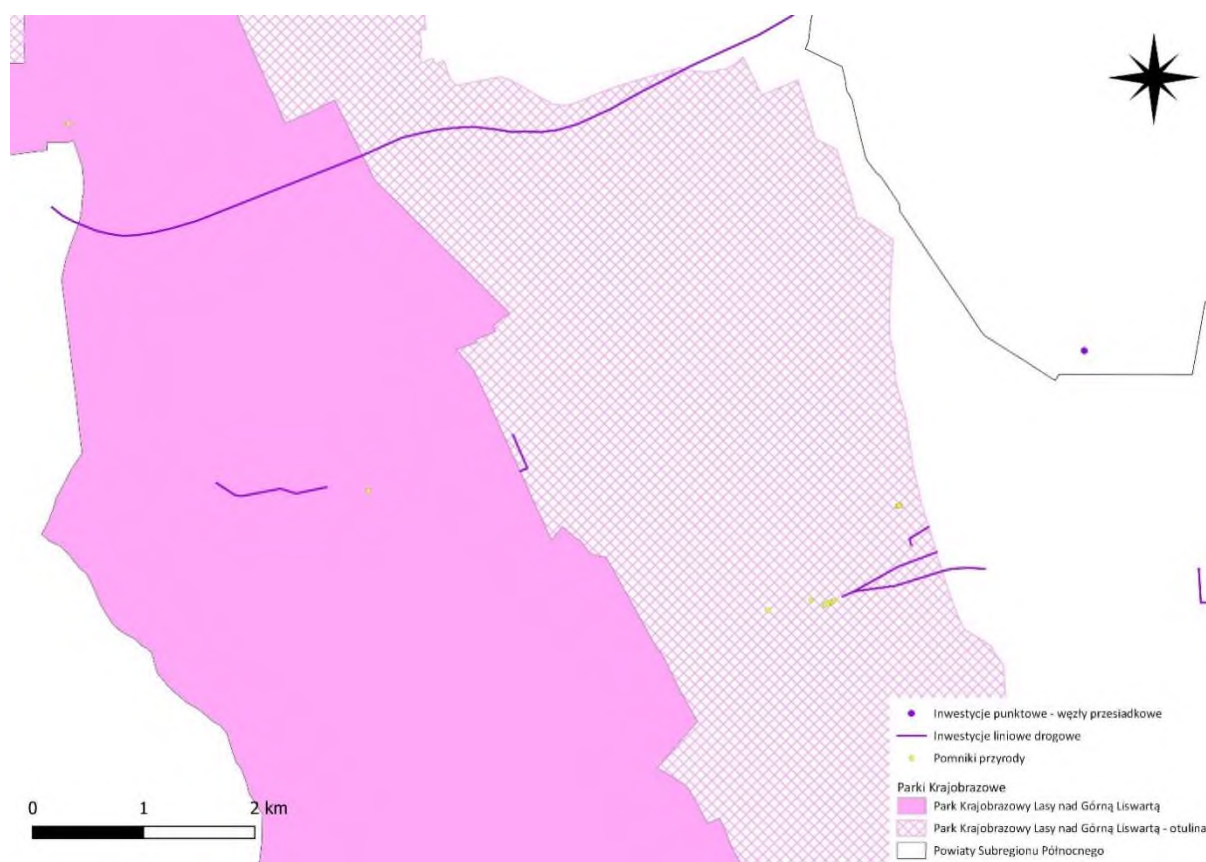 Inwestycje punktowe - węzły przesiadkowe
Inwestycje liniowe drogowe
Pomniki przyrody
Parki Krajobrazowe
Park Krajobrazowy Lasy nad Górną Liswartą
Park Krajobrazowy Lasy nad Górną Liswartą - otulina
Powiaty Subregionu Północnego
0 1 2 km